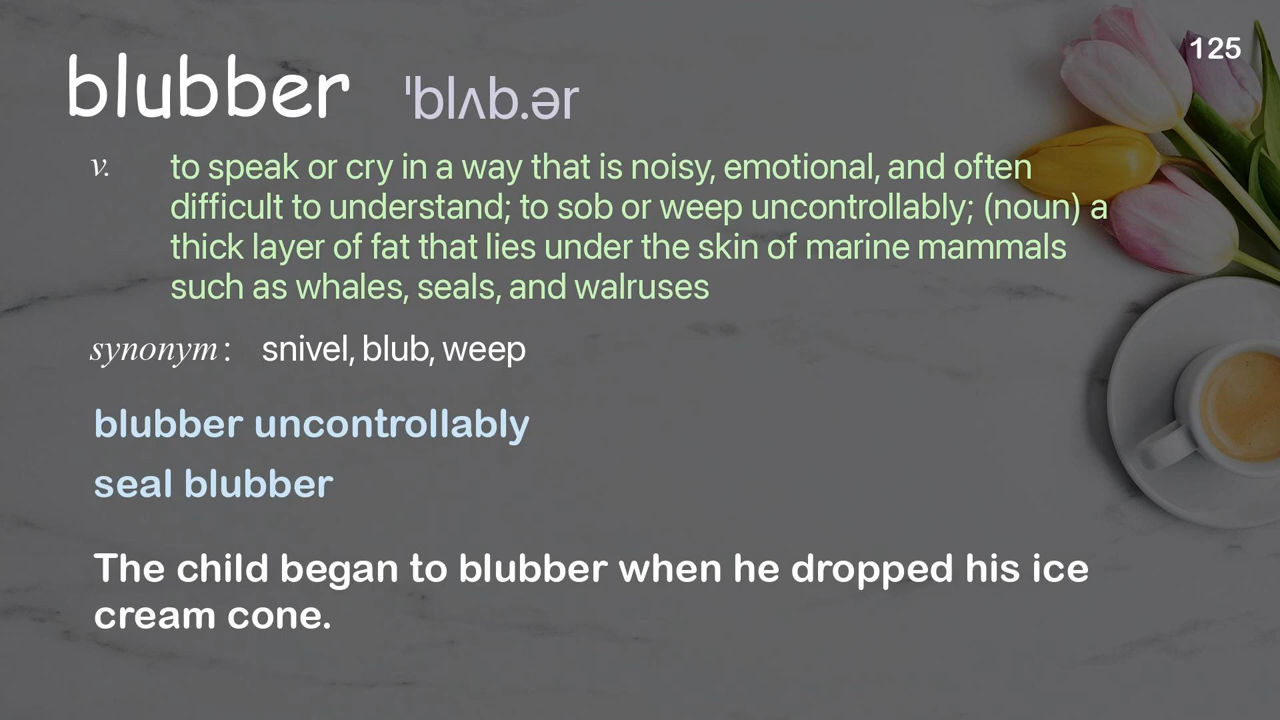 125
blubber ˈblʌb.ər
v. to speak or cry in a way that is noisy, emotional, and often
difficult to understand; to sob or weep uncontrollably; (noun) a
thick layer of fat that lies under the skin of marine mammals
such as whales, seals, and walruses
synonym: snivel, blub, weep
blubber uncontrollably
seal blubber
The child began to blubber when he dropped his ice
cream cone.